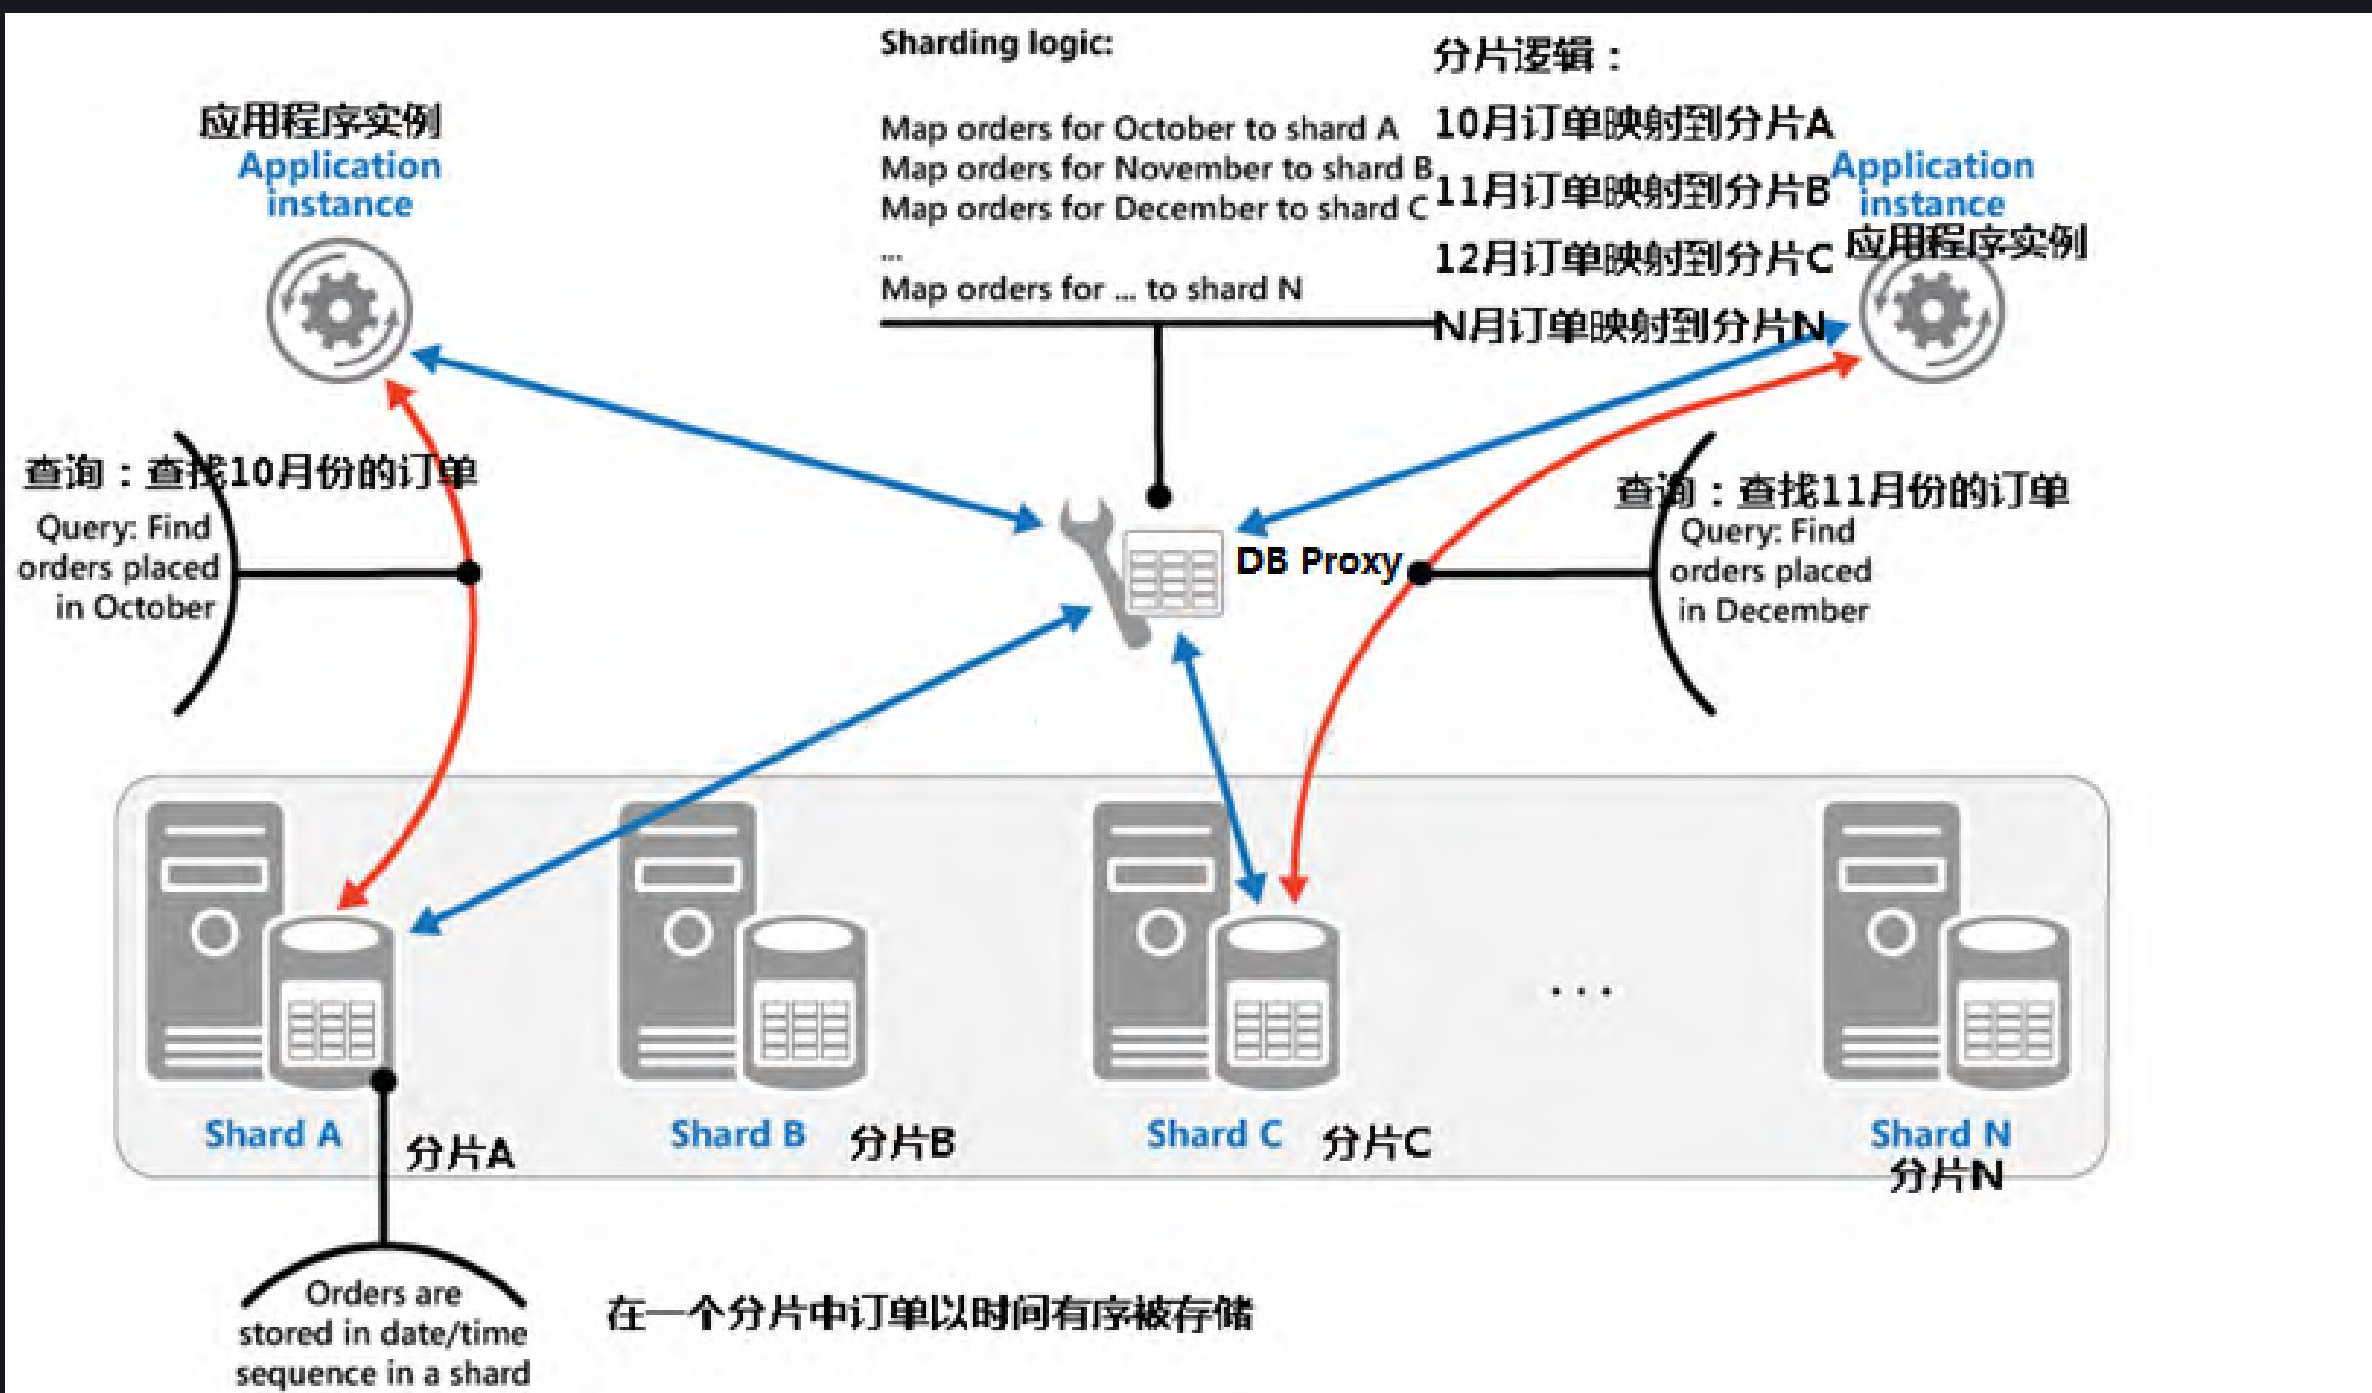 Sharding logic:
Map orders for October to shard A
Map orders for November to shard B
Map orders for December to shard C
...
Map orders for ... to shard N
分片逻辑：
10月订单映射到分片A
11月订单映射到分片B
12月订单映射到分片C
N月订单映射到分片N
应用程序实例
Application
instance
Application
instance
应用程序实例
查询：查找10月份的订单
Query: Find
orders placed
in October
DB Proxy
查询：查找11月份的订单
Query: Find
orders placed
in December
Shard A
分片A
Shard B
分片B
Shard C
分片C
...
Shard N
分片N
Orders are
stored in date/time
sequence in a shard
在一个分片中订单以时间有序被存储